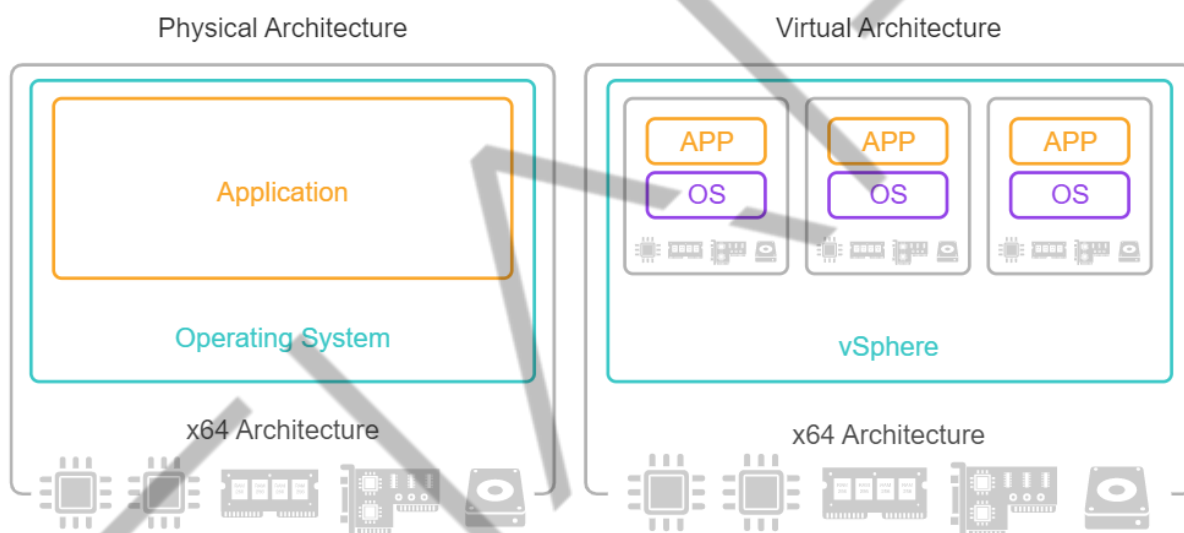 Physical Architecture
Virtual Architecture
Application
Operating System
x64 Architecture
APP
OS
APP
OS
APP
OS
vSphere
x64 Architecture